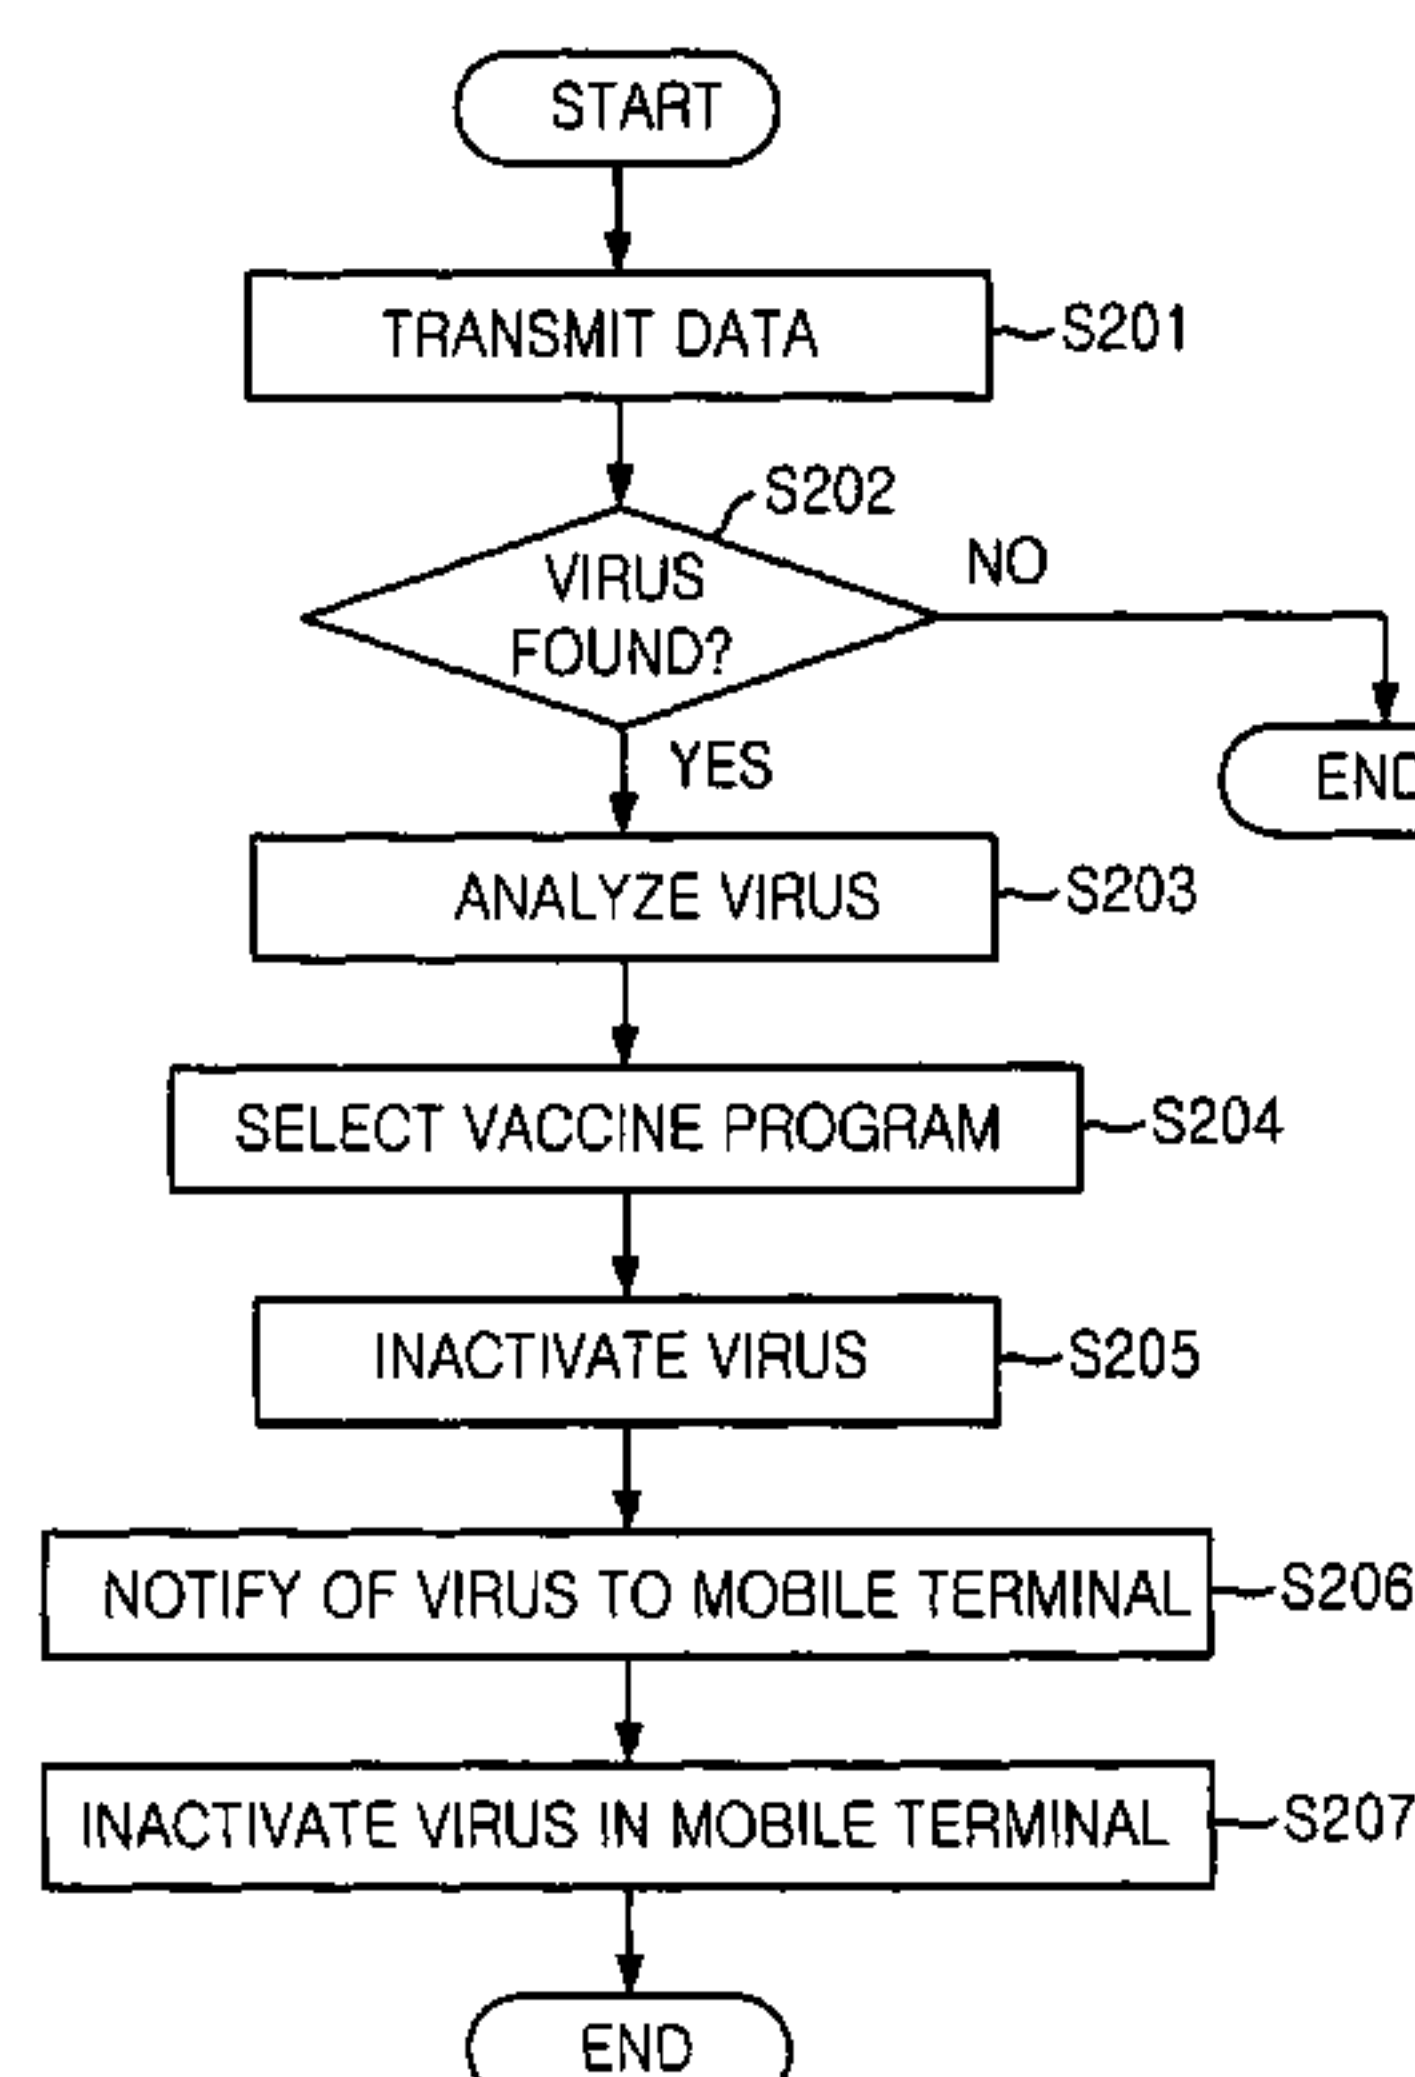 START
TRANSMIT DATA
S201
S202
VIRUS
FOUND?
NO
YES
END
ANALYZE VIRUS
S203
SELECT VACCINE PROGRAM
S204
INACTIVATE VIRUS
S205
NOTIFY OF VIRUS TO MOBILE TERMINAL
S206
INACTIVATE VIRUS IN MOBILE TERMINAL
S207
END